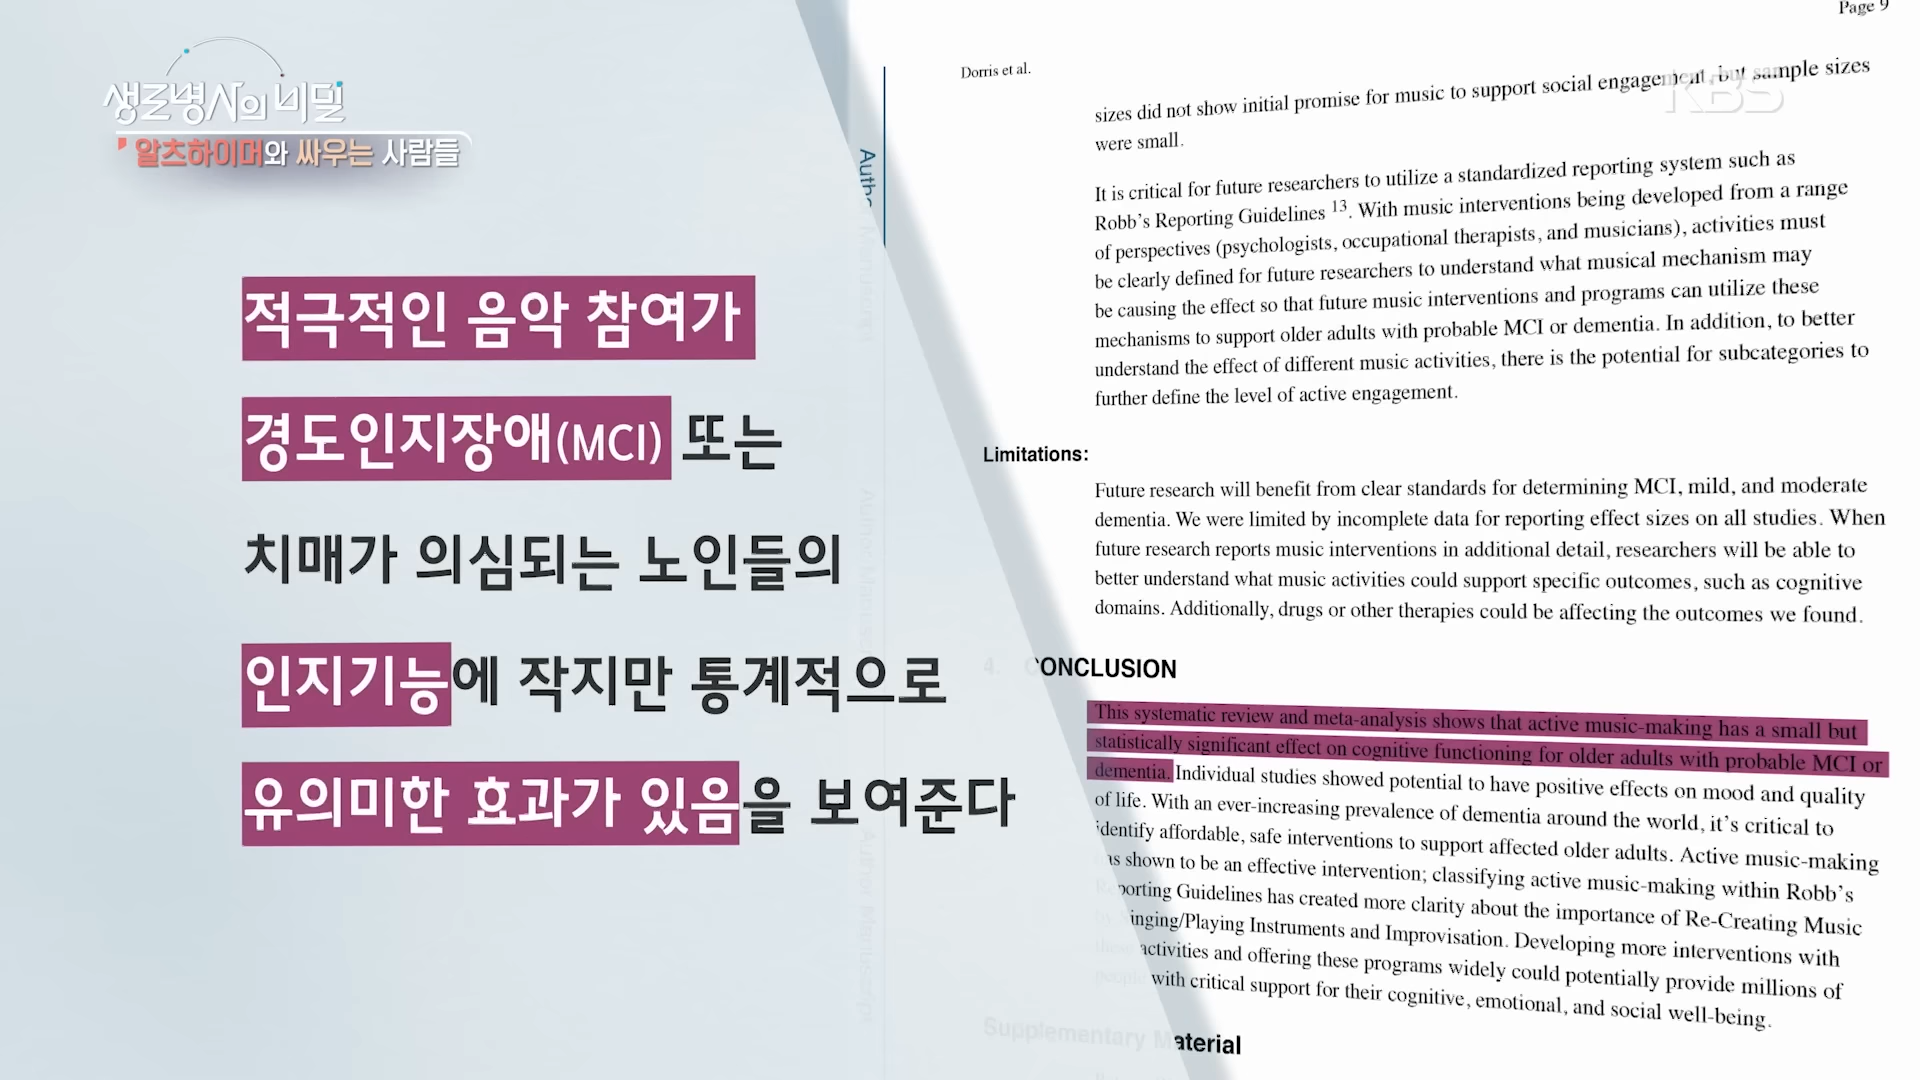 생로병사의 비밀
알츠하이머와 싸우는 사람들
KBS
적극적인 음악 참여가
경도인지장애(MCI) 또는
치매가 의심되는 노인들의
인지기능에 작지만 통계적으로
유의미한 효과가 있음을 보여준다
Page 9
Dorris et al.
sizes did not show initial promise for music to support social engagement, but sample sizes
were small.
It is critical for future researchers to utilize a standardized reporting system such as
Robb's Reporting Guidelines 13. With music interventions being developed from a range
of perspectives (psychologists, occupational therapists, and musicians), activities must
be clearly defined for future researchers to understand what musical mechanism may
be causing the effect so that future music interventions and programs can utilize these
mechanisms to support older adults with probable MCI or dementia. In addition, to better
understand the effect of different music activities, there is the potential for subcategories to
further define the level of active engagement.
Limitations:
Future research will benefit from clear standards for determining MCI, mild, and moderate
dementia. We were limited by incomplete data for reporting effect sizes on all studies. When
future research reports music interventions in additional detail, researchers will be able to
better understand what music activities could support specific outcomes, such as cognitive
domains. Additionally, drugs or other therapies could be affecting the outcomes we found.
4. CONCLUSION
This systematic review and meta-analysis shows that active music-making has a small but
statistically significant effect on cognitive functioning for older adults with probable MCI or
dementia. Individual studies showed potential to have positive effects on mood and quality
of life. With an ever-increasing prevalence of dementia around the world, it's critical to
identify affordable, safe interventions to support affected older adults. Active music-making
was shown to be an effective intervention; classifying active music-making within Robb's
Reporting Guidelines has created more clarity about the importance of Re-Creating Music
by Singing/Playing Instruments and Improvisation. Developing more interventions with
these activities and offering these programs widely could potentially provide millions of
people with critical support for their cognitive, emotional, and social well-being.
Supplementary Material
Author Manuscript
Author Manuscript
Author Manuscript